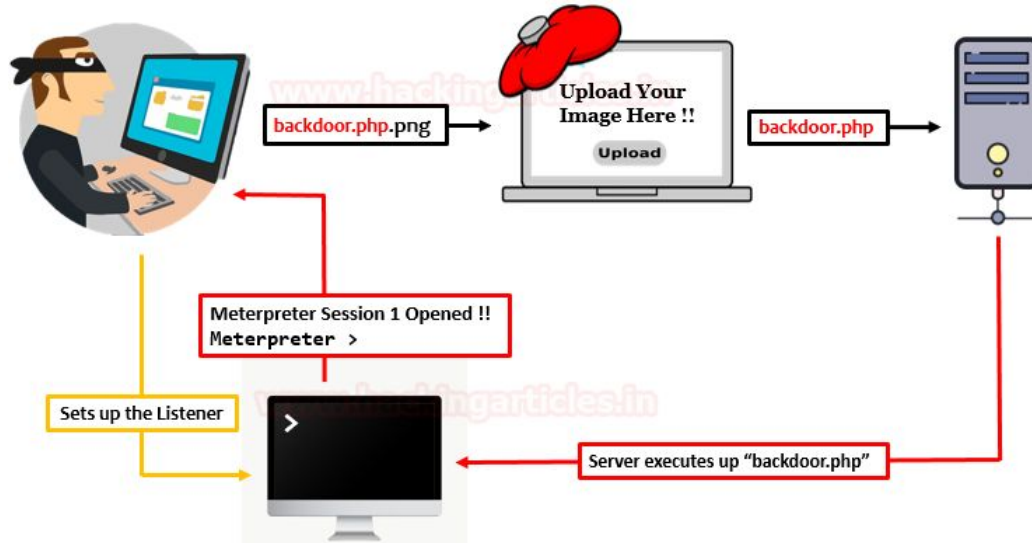 www.hackingarticles.in
backdoor.php.png
Upload Your
Image Here !!
Upload
backdoor.php
Meterpreter Session 1 Opened !!
Meterpreter >
www.hackingarticles.in
Sets up the Listener
>
Server executes up “backdoor.php”